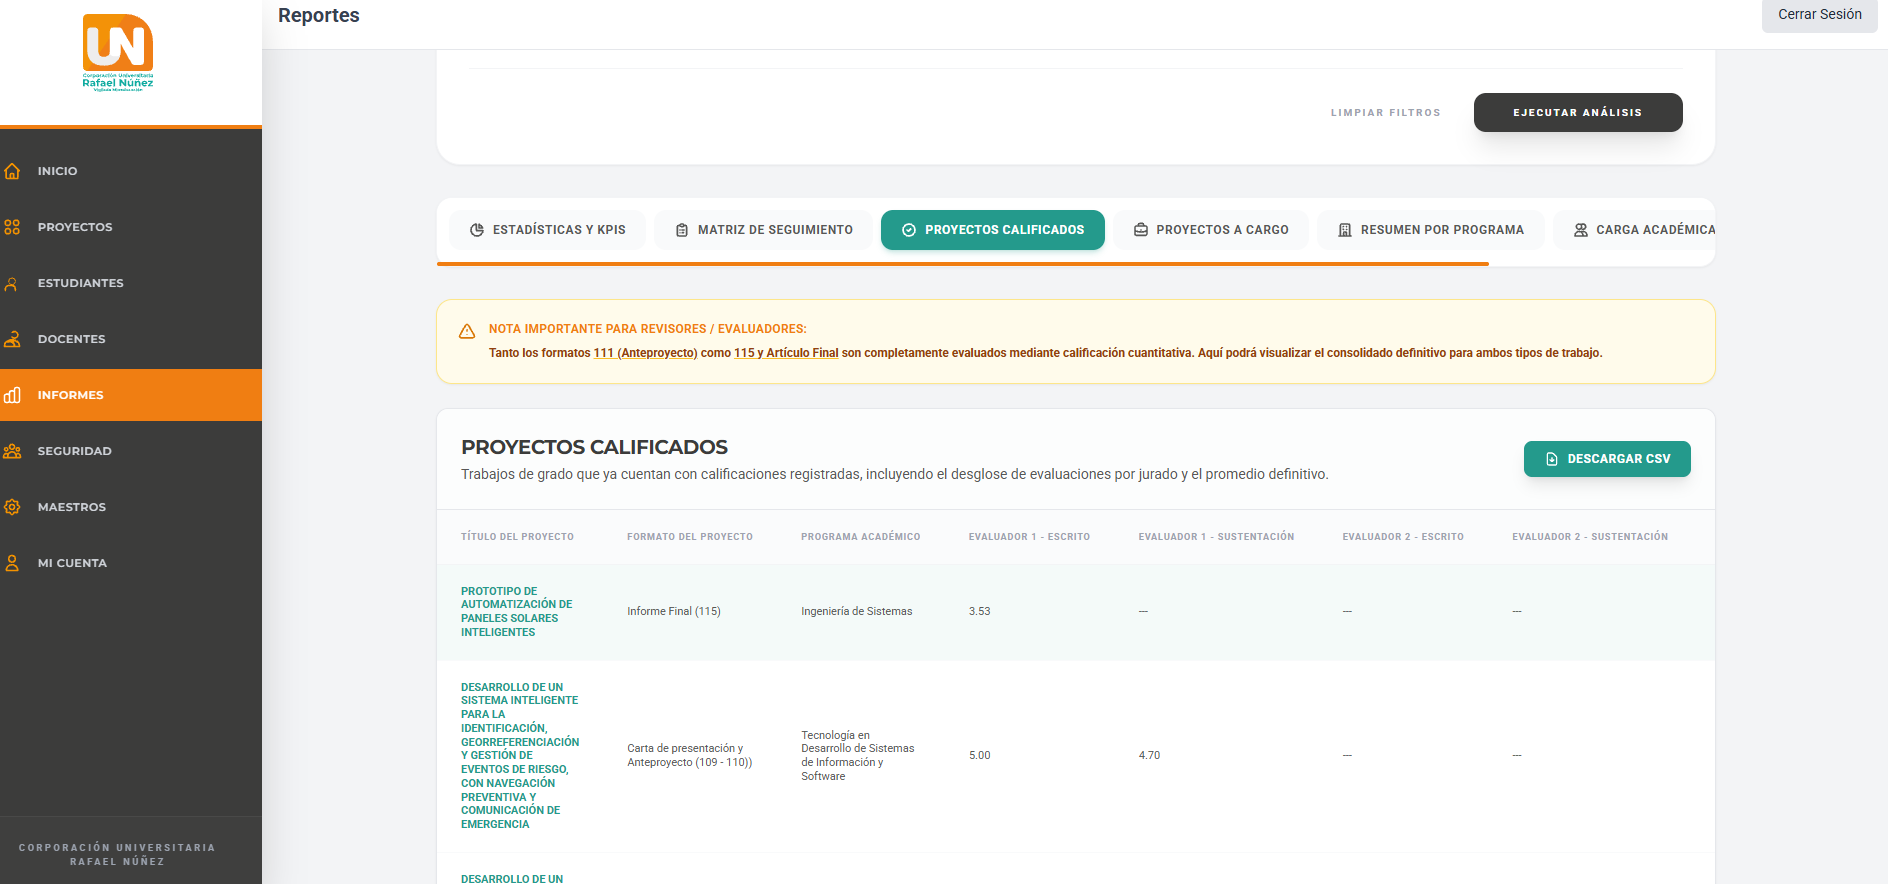 UN
Corporación Universitaria
Rafael Núñez
Vigilada Mineducación
Reportes
Cerrar Sesión
INICIO
PROYECTOS
ESTUDIANTES
DOCENTES
INFORMES
SEGURIDAD
MAESTROS
MI CUENTA
CORPORACIÓN UNIVERSITARIA
RAFAEL NÚÑEZ
LIMPIAR FILTROS
EJECUTAR ANÁLISIS
ESTADÍSTICAS Y KPIS
MATRIZ DE SEGUIMIENTO
PROYECTOS CALIFICADOS
PROYECTOS A CARGO
RESUMEN POR PROGRAMA
CARGA ACADÉMICA
NOTA IMPORTANTE PARA REVISORES / EVALUADORES:
Tanto los formatos 111 (Anteproyecto) como 115 y Artículo Final son completamente evaluados mediante calificación cuantitativa. Aquí podrá visualizar el consolidado definitivo para ambos tipos de trabajo.
PROYECTOS CALIFICADOS
Trabajos de grado que ya cuentan con calificaciones registradas, incluyendo el desglose de evaluaciones por jurado y el promedio definitivo.
DESCARGAR CSV
TÍTULO DEL PROYECTO
FORMATO DEL PROYECTO
PROGRAMA ACADÉMICO
EVALUADOR 1 - ESCRITO
EVALUADOR 1 - SUSTENTACIÓN
EVALUADOR 2 - ESCRITO
EVALUADOR 2 - SUSTENTACIÓN
PROTOTIPO DE
AUTOMATIZACIÓN DE
PANELES SOLARES
INTELIGENTES
Informe Final (115)
Ingeniería de Sistemas
3.53
---
---
---
DESARROLLO DE UN
SISTEMA INTELIGENTE
PARA LA
IDENTIFICACIÓN,
GEORREFERENCIACIÓN
Y GESTIÓN DE
EVENTOS DE RIESGO,
CON NAVEGACIÓN
PREVENTIVA Y
COMUNICACIÓN DE
EMERGENCIA
Carta de presentación y
Anteproyecto (109 - 110))
Tecnología en
Desarrollo de Sistemas
de Información y
Software
5.00
4.70
---
---
DESARROLLO DE UN